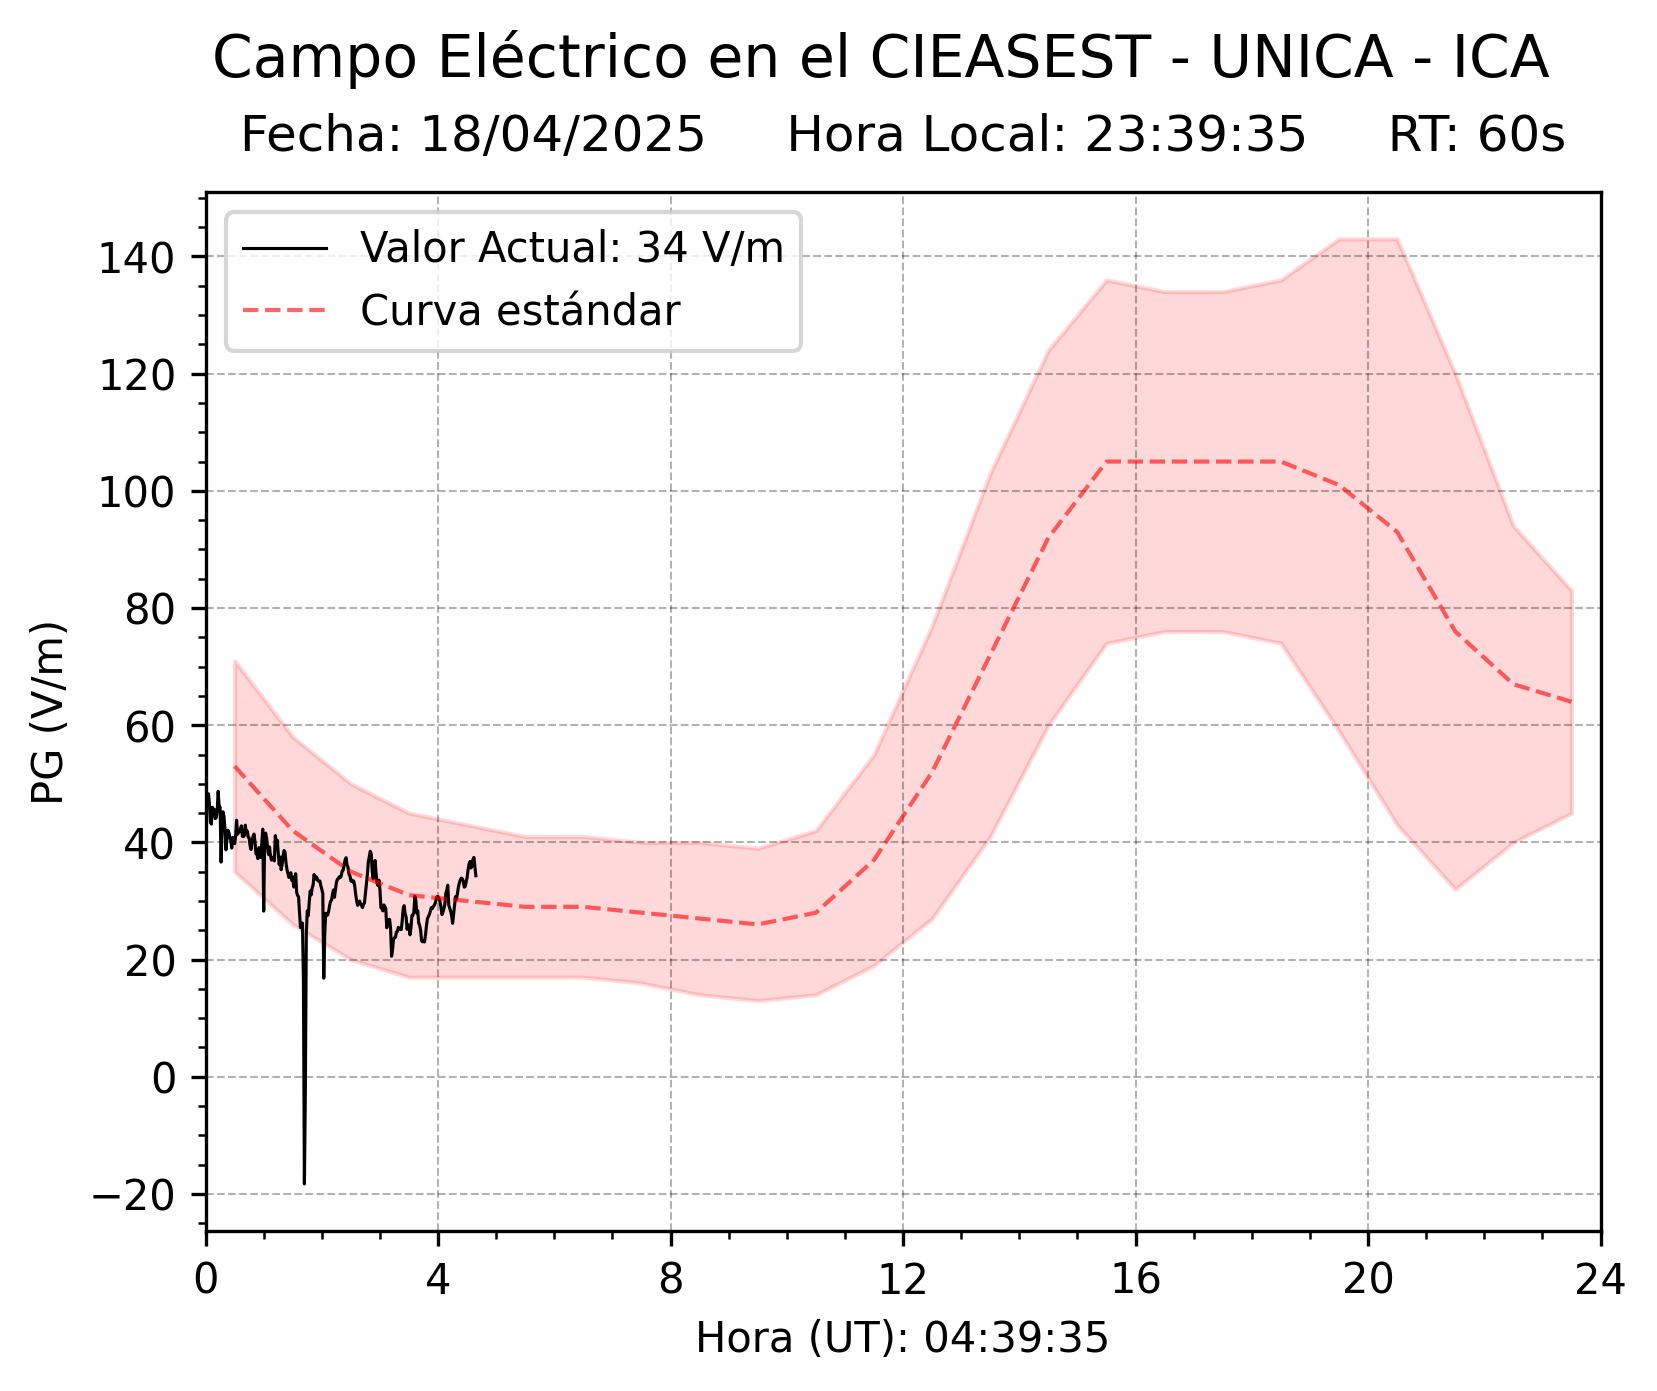 Campo Eléctrico en el CIEASEST - UNICA - ICA
Fecha: 18/04/2025 Hora Local: 23:39:35 RT: 60s
Valor Actual: 34 V/m
Curva estándar
PG (V/m)
140
120
100
80
60
40
20
0
−20
0 4 8 12 16 20 24
Hora (UT): 04:39:35